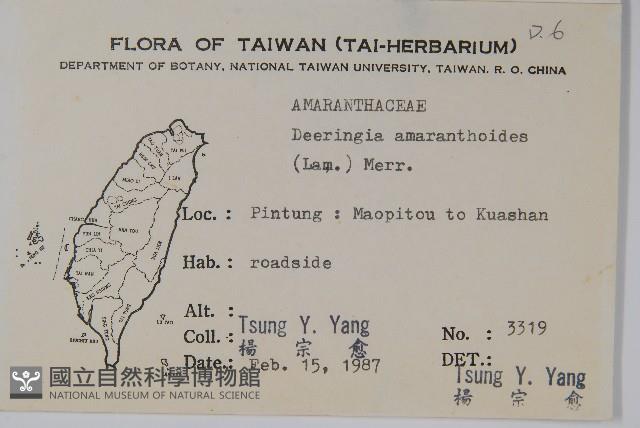 D.6
FLORA OF TAIWAN (TAI-HERBARIUM)
DEPARTMENT OF BOTANY, NATIONAL TAIWAN UNIVERSITY, TAIWAN. R. O. CHINA
AMARANTHACEAE
Deeringia amaranthoides
(Lam.) Merr.
Loc. : Pintung : Maopitou to Kuashan
Hab. : roadside
Alt. :
Coll. : Tsung Y. Yang
楊 宗 愈
No. : 3319
Date : Feb. 15, 1987
DET.: Tsung Y. Yang
楊 宗 愈
國立自然科學博物館
NATIONAL MUSEUM OF NATURAL SCIENCE